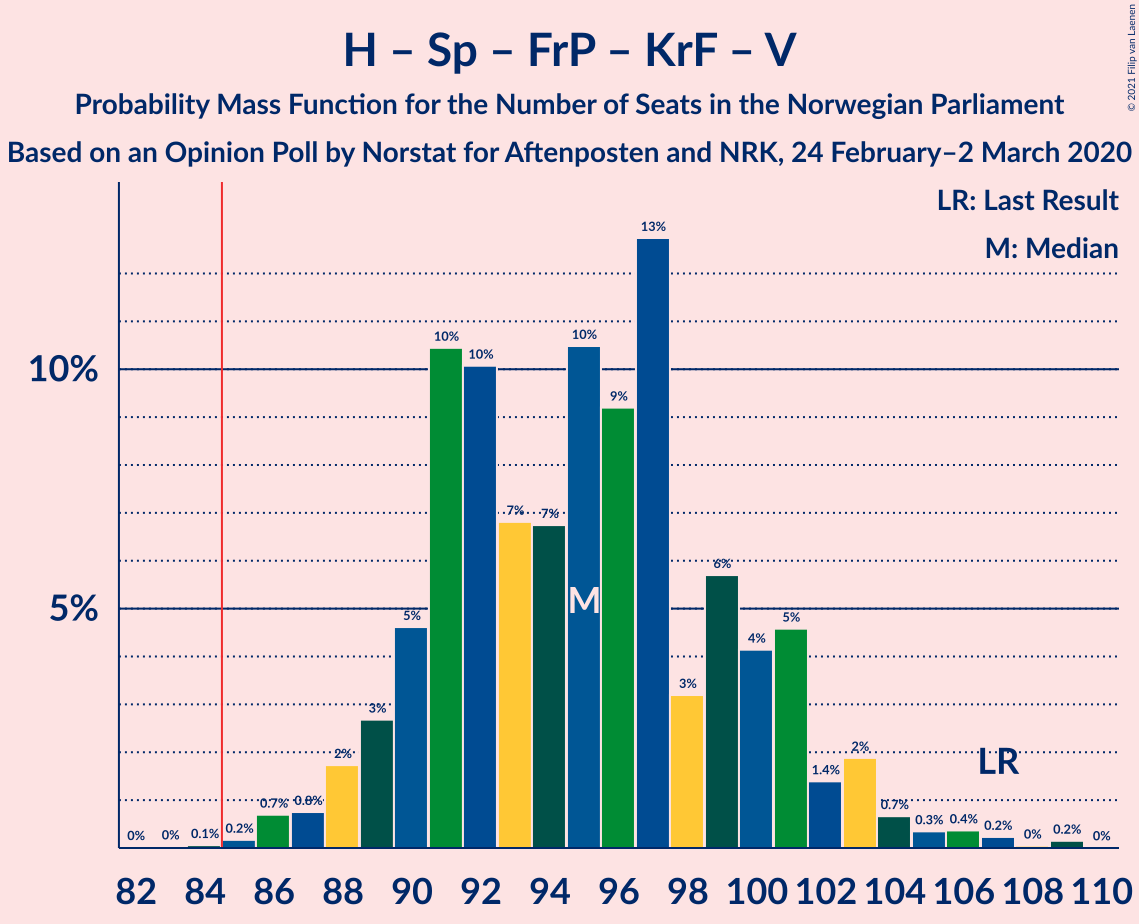 H – Sp – FrP – KrF – V
Probability Mass Function for the Number of Seats in the Norwegian Parliament
Based on an Opinion Poll by Norstat for Aftenposten and NRK, 24 February–2 March 2020
© 2021 Filip van Laenen
LR: Last Result
M: Median
13%
10% 10% 10%
10%
9%
7% 7%
6%
M
5%
5% 5%
4%
3% 3%
2% 2%
LR
1.4%
0% 0% 0.1% 0.2% 0.7% 0.8% 0.7% 0.3% 0.4% 0.2% 0% 0.2% 0%
82 84 86 88 90 92 94 96 98 100 102 104 106 108 110